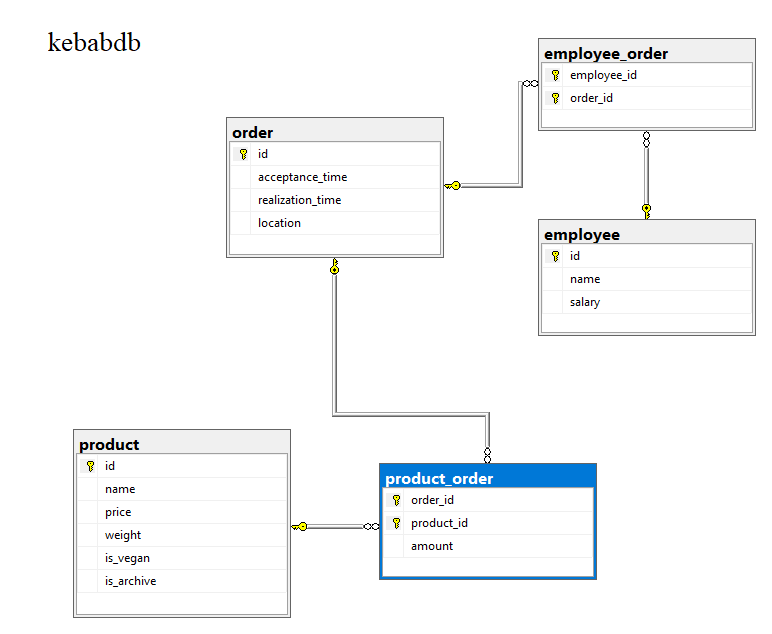 kebabdb
employee_order
employee_id
order_id
order
id
acceptance_time
realization_time
location
employee
id
name
salary
product
id
name
price
weight
is_vegan
is_archive
product_order
order_id
product_id
amount